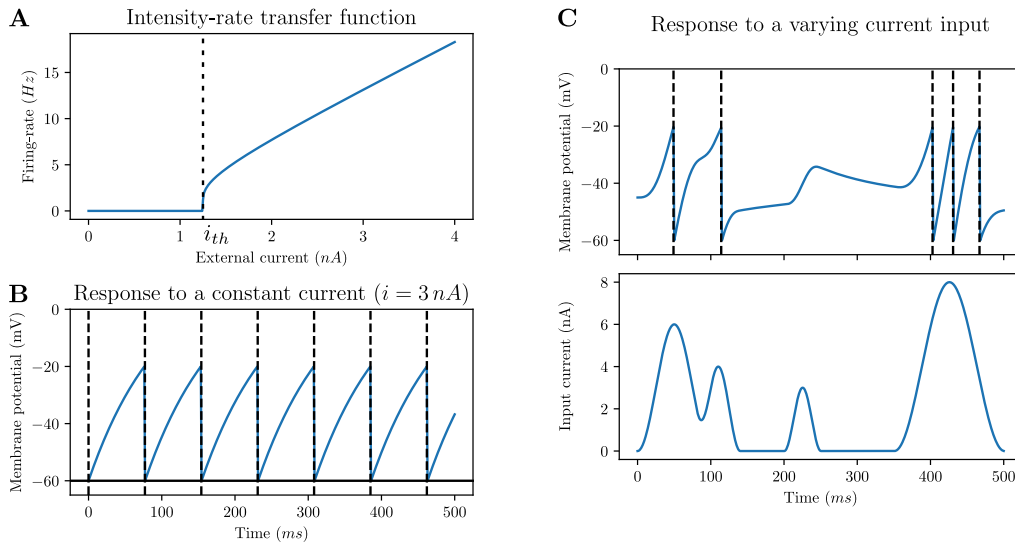 A
Intensity-rate transfer function
Firing-rate (Hz)
15
10
5
0
0 1 2 3 4
i_th
External current (nA)
B
Response to a constant current (i = 3 nA)
Membrane potential (mV)
0
−20
−40
−60
0 100 200 300 400 500
Time (ms)
C
Response to a varying current input
Membrane potential (mV)
0
−20
−40
−60
Input current (nA)
8
6
4
2
0
0 100 200 300 400 500
Time (ms)